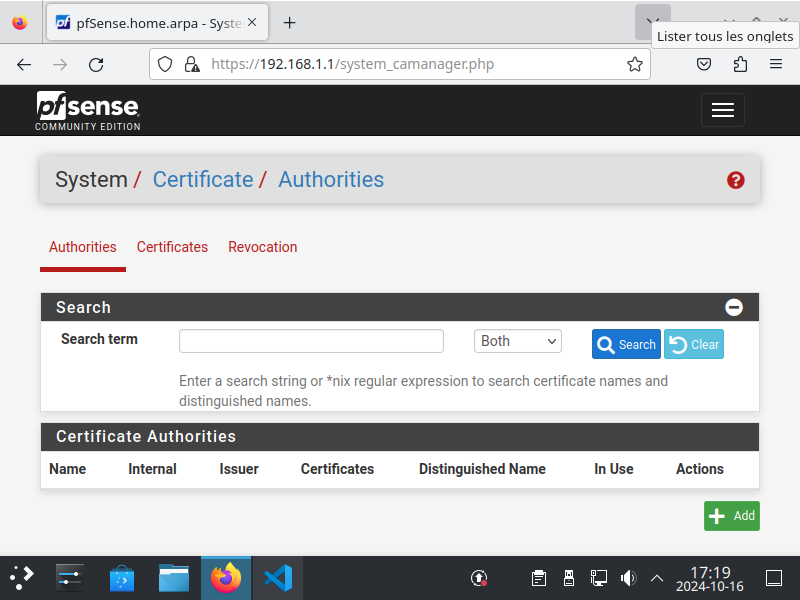 pfSense.home.arpa - Syste
Lister tous les onglets
https://192.168.1.1/system_camanager.php
pfsense
COMMUNITY EDITION
System / Certificate / Authorities
Authorities Certificates Revocation
Search
Search term Both Search Clear
Enter a search string or *nix regular expression to search certificate names and
distinguished names.
Certificate Authorities
Name Internal Issuer Certificates Distinguished Name In Use Actions
Add
17:19
2024-10-16